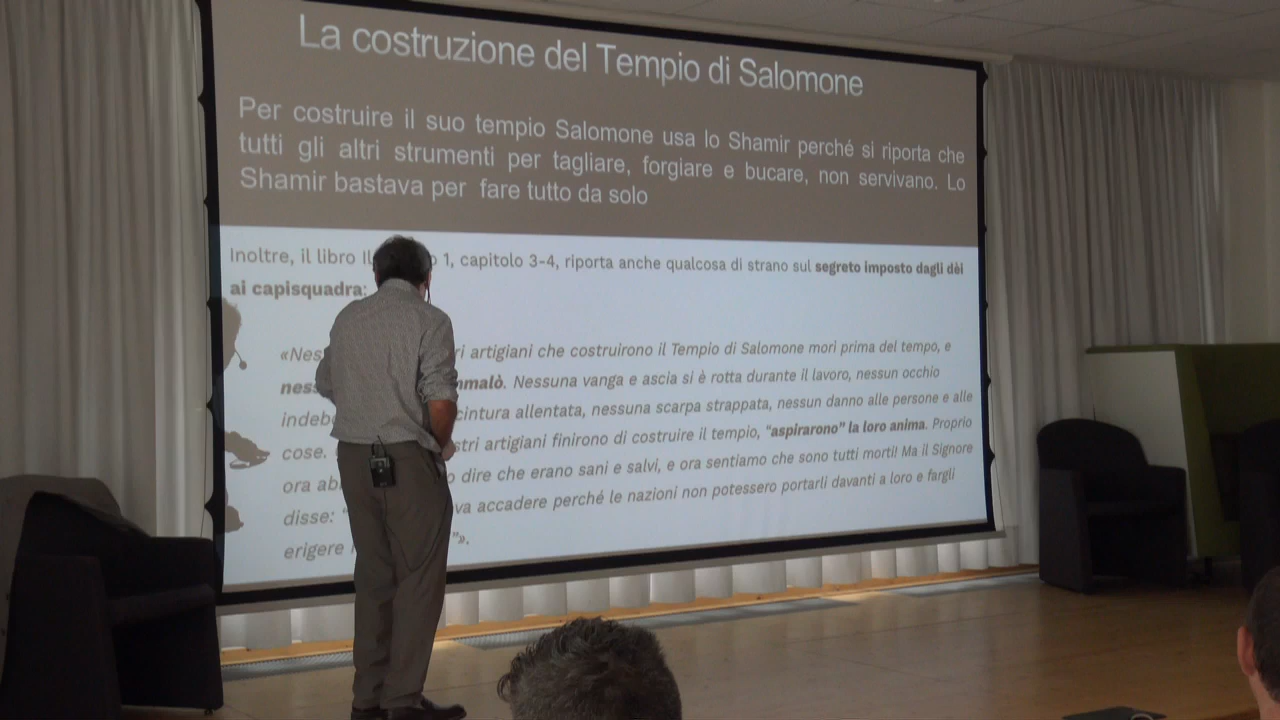 La costruzione del Tempio di Salomone
Per costruire il suo tempio Salomone usa lo Shamir perché si riporta che
tutti gli altri strumenti per tagliare, forgiare e bucare, non servivano. Lo
Shamir bastava per fare tutto da solo
Inoltre, il libro 1, capitolo 3-4, riporta anche qualcosa di strano sul segreto imposto dagli dèi
ai capisquadra:
artigiani che costruirono il Tempio di Salomone morì prima del tempo, e
Nessuna vanga e ascia si è rotta durante il lavoro, nessun occhio
cintura allentata, nessuna scarpa strappata, nessun danno alle persone e alle
cose. artigiani finirono di costruire il tempio, "aspirarono" la loro anima. Proprio
ora dire che erano sani e salvi, e ora sentiamo che sono tutti morti! Ma il Signore
disse: " accadere perché le nazioni non potessero portarli davanti a loro e fargli
erigere "».